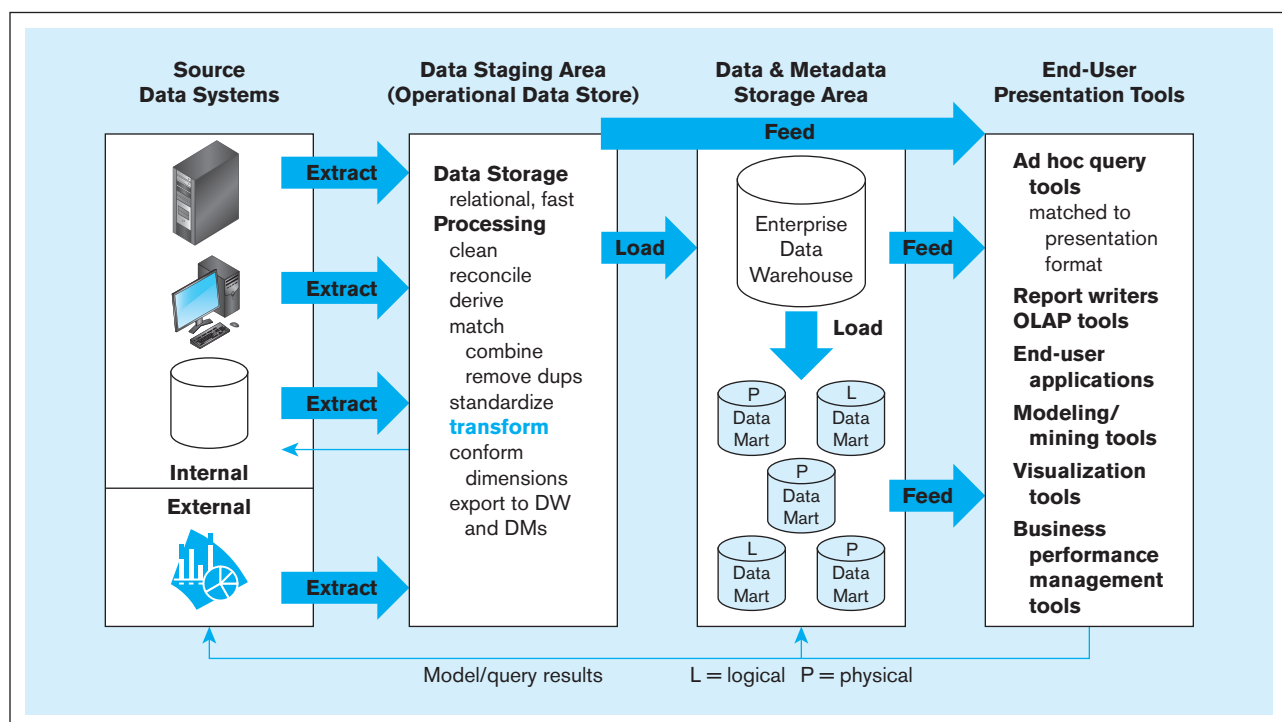 Source
Data Systems
Data Staging Area
(Operational Data Store)
Data & Metadata
Storage Area
End-User
Presentation Tools
Extract
Extract
Extract
Internal
External
Extract
Data Storage
relational, fast
Processing
clean
reconcile
derive
match
combine
remove dups
standardize
transform
conform
dimensions
export to DW
and DMs
Feed
Load
Enterprise
Data
Warehouse
Load
P
Data
Mart
L
Data
Mart
P
Data
Mart
L
Data
Mart
P
Data
Mart
Feed
Feed
Ad hoc query
tools
matched to
presentation
format
Report writers
OLAP tools
End-user
applications
Modeling/
mining tools
Visualization
tools
Business
performance
management
tools
Model/query results
L = logical P = physical